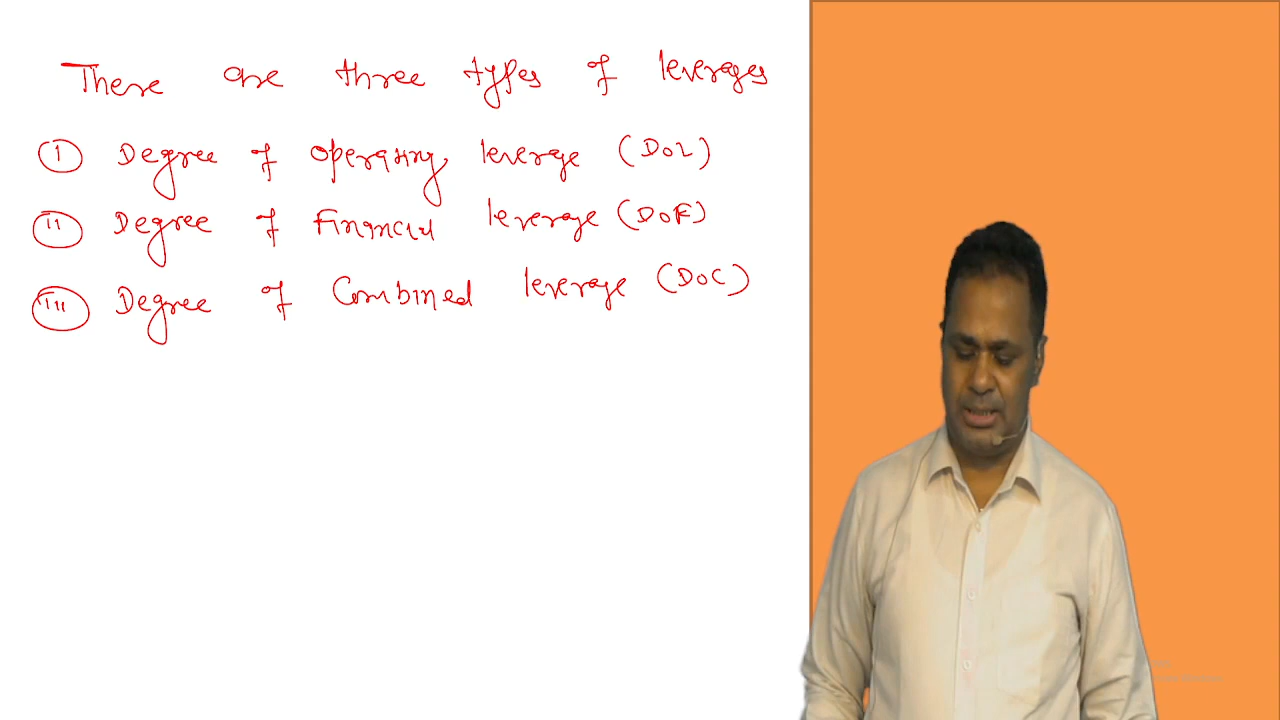 There are three types of leverages
(i) Degree of Operating leverage (DOL)
(ii) Degree of Financial leverage (DOF)
(iii) Degree of Combined leverage (DOC)